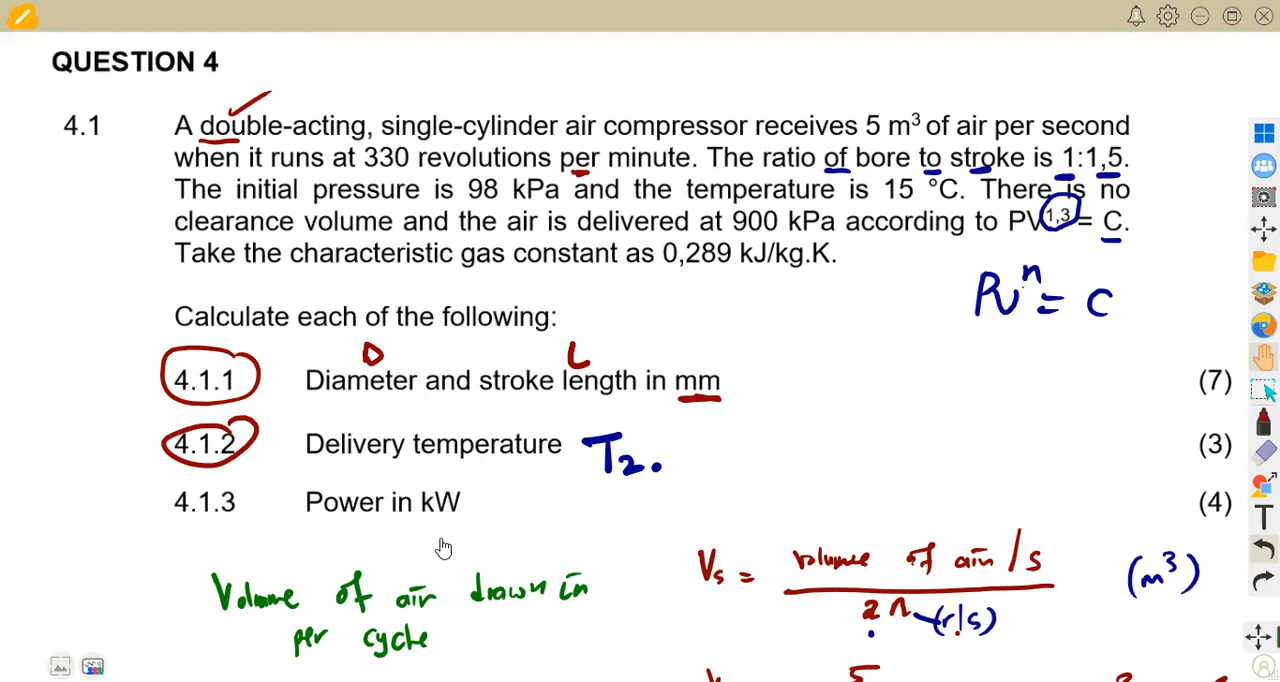 QUESTION 4
4.1 A double-acting, single-cylinder air compressor receives 5 m³ of air per second
when it runs at 330 revolutions per minute. The ratio of bore to stroke is 1:1,5.
The initial pressure is 98 kPa and the temperature is 15 °C. There is no
clearance volume and the air is delivered at 900 kPa according to PV^1,3 = C.
Take the characteristic gas constant as 0,289 kJ/kg.K.
PVⁿ = C
Calculate each of the following:
D L
4.1.1 Diameter and stroke length in mm (7)
4.1.2 Delivery temperature T₂. (3)
4.1.3 Power in kW (4)
Vs = volume of air/s (m³)
2 n (r/s)
Volume of air drawn in
per cycle
5